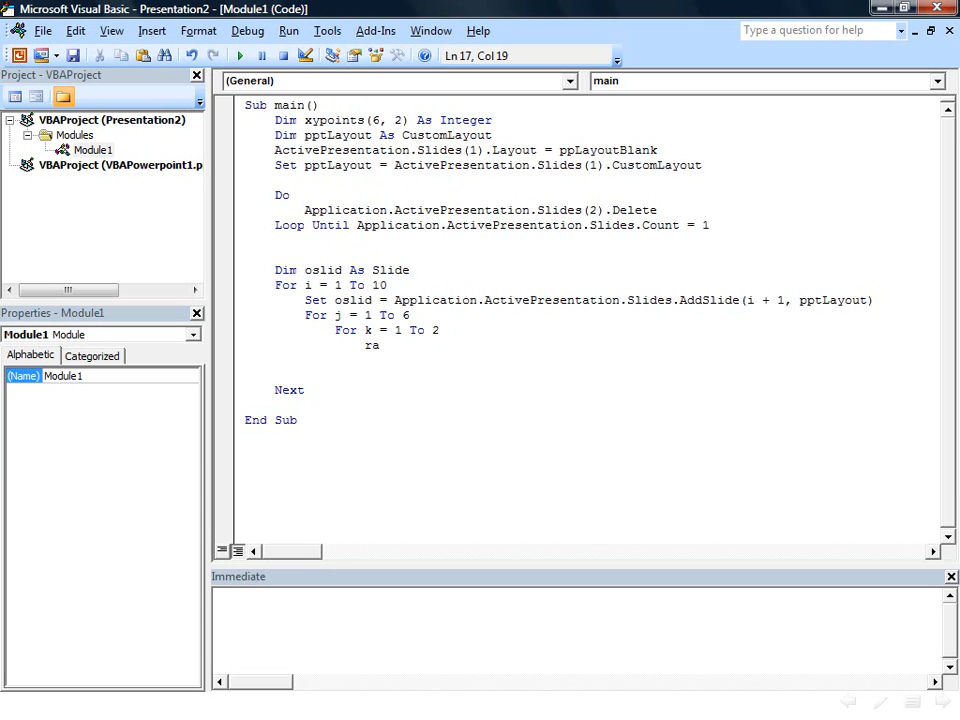 Microsoft Visual Basic - Presentation2 - [Module1 (Code)]
File Edit View Insert Format Debug Run Tools Add-Ins Window Help
Type a question for help
Ln 17, Col 19
Project - VBAProject
(General)
main
VBAProject (Presentation2)
Modules
Module1
VBAProject (VBAPowerpoint1.p
Properties - Module1
Module1 Module
Alphabetic Categorized
(Name) Module1
Sub main()
Dim xypoints(6, 2) As Integer
Dim pptLayout As CustomLayout
ActivePresentation.Slides(1).Layout = ppLayoutBlank
Set pptLayout = ActivePresentation.Slides(1).CustomLayout
Do
Application.ActivePresentation.Slides(2).Delete
Loop Until Application.ActivePresentation.Slides.Count = 1
Dim oslid As Slide
For i = 1 To 10
Set oslid = Application.ActivePresentation.Slides.AddSlide(i + 1, pptLayout)
For j = 1 To 6
For k = 1 To 2
ra
Next
End Sub
Immediate